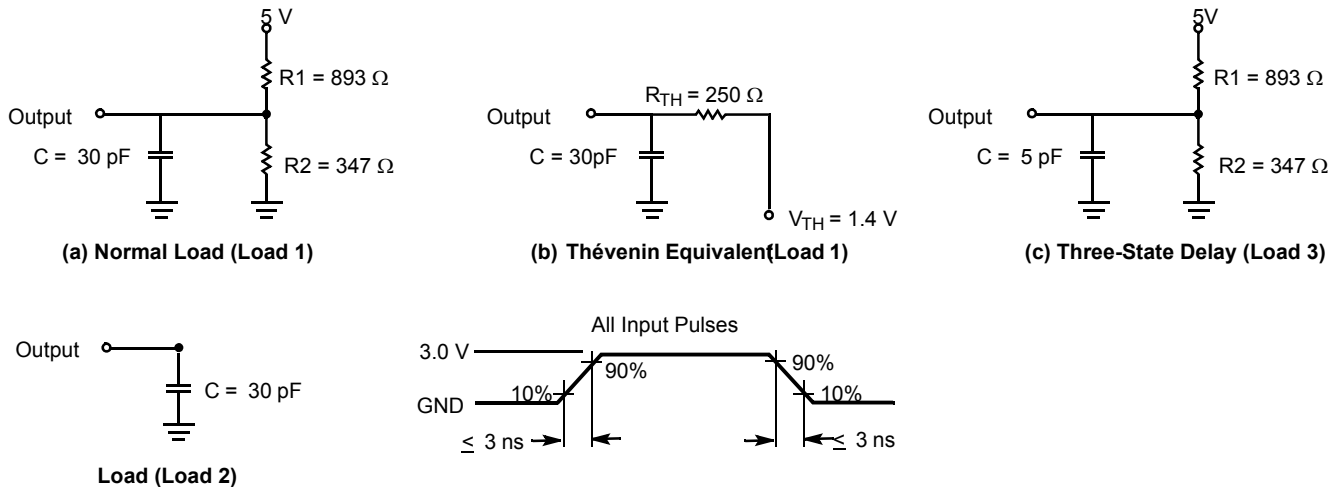 5 V
R1 = 893 Ω
Output
C = 30 pF
R2 = 347 Ω
(a) Normal Load (Load 1)
RTH = 250 Ω
Output
C = 30pF
VTH = 1.4 V
(b) Thévenin Equivalent(Load 1)
5V
R1 = 893 Ω
Output
C = 5 pF
R2 = 347 Ω
(c) Three-State Delay (Load 3)
Output
C = 30 pF
Load (Load 2)
All Input Pulses
3.0 V
90%
90%
10%
10%
GND
≤ 3 ns
≤ 3 ns